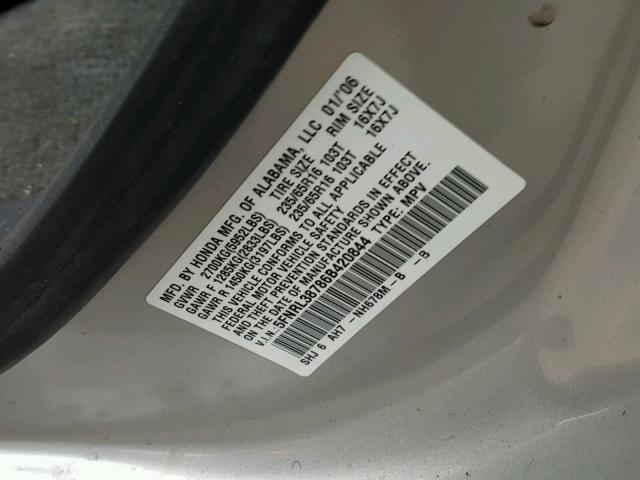 MFD. BY HONDA MFG. OF ALABAMA, LLC 01/'06
TIRE SIZE RIM SIZE
GVWR 2700KG(5952LBS)
GAWR F 1285KG(2833LBS) 235/65R16 103T 16X7J
GAWR R 1450KG(3197LBS) 235/65R16 103T 16X7J
THIS VEHICLE CONFORMS TO ALL APPLICABLE
FEDERAL MOTOR VEHICLE SAFETY
AND THEFT PREVENTION STANDARDS IN EFFECT
ON THE DATE OF MANUFACTURE SHOWN ABOVE.
V.I.N.: 5FNRL38786B420844 TYPE: MPV
SHJ 6 AH7 - NH678M - B - B